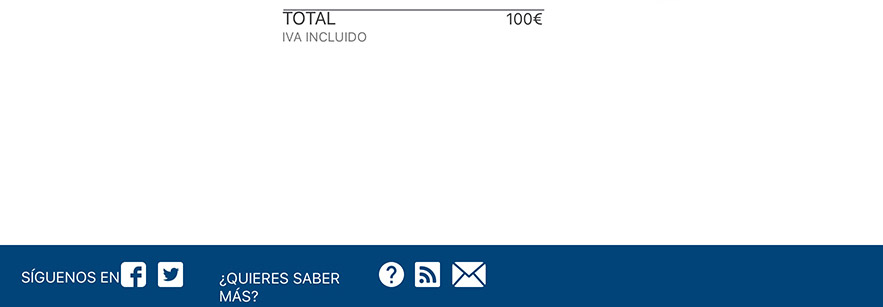 TOTAL 100€
IVA INCLUIDO
SÍGUENOS EN
¿QUIERES SABER
MÁS?